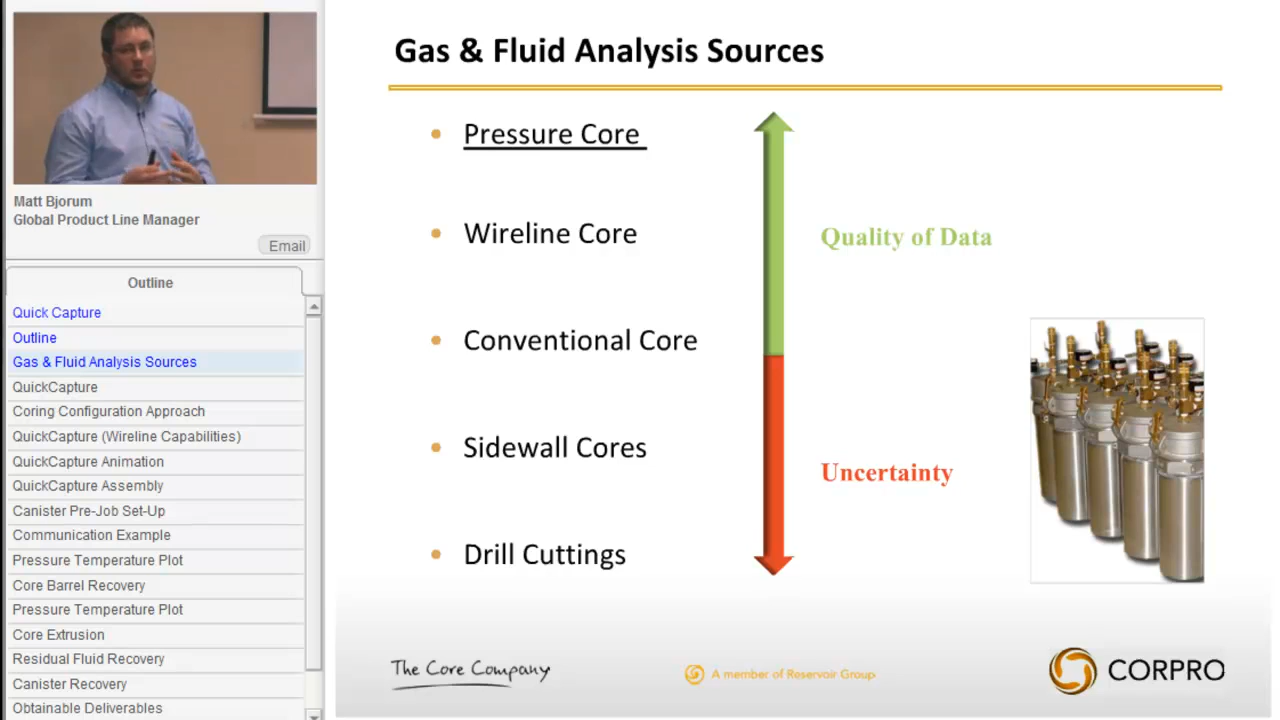 Matt Bjorum
Global Product Line Manager
Email
Outline
Quick Capture
Outline
Gas & Fluid Analysis Sources
QuickCapture
Coring Configuration Approach
QuickCapture (Wireline Capabilities)
QuickCapture Animation
QuickCapture Assembly
Canister Pre-Job Set-Up
Communication Example
Pressure Temperature Plot
Core Barrel Recovery
Pressure Temperature Plot
Core Extrusion
Residual Fluid Recovery
Canister Recovery
Obtainable Deliverables
Gas & Fluid Analysis Sources
• Pressure Core
• Wireline Core
• Conventional Core
• Sidewall Cores
• Drill Cuttings
Quality of Data
Uncertainty
The Core Company
A member of Reservoir Group
CORPRO